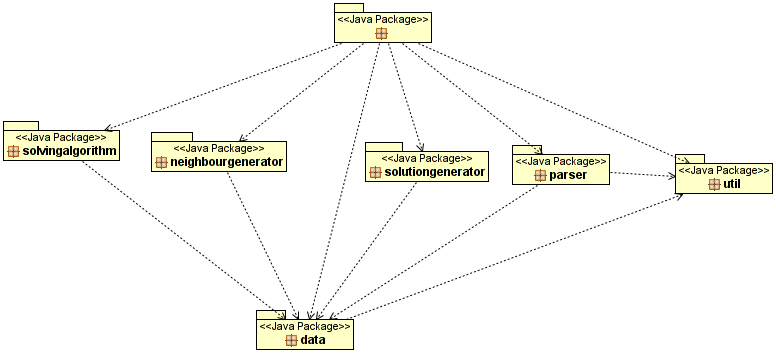 <<Java Package>>
<<Java Package>>
solvingalgorithm
<<Java Package>>
neighbourgenerator
<<Java Package>>
solutiongenerator
<<Java Package>>
parser
<<Java Package>>
util
<<Java Package>>
data